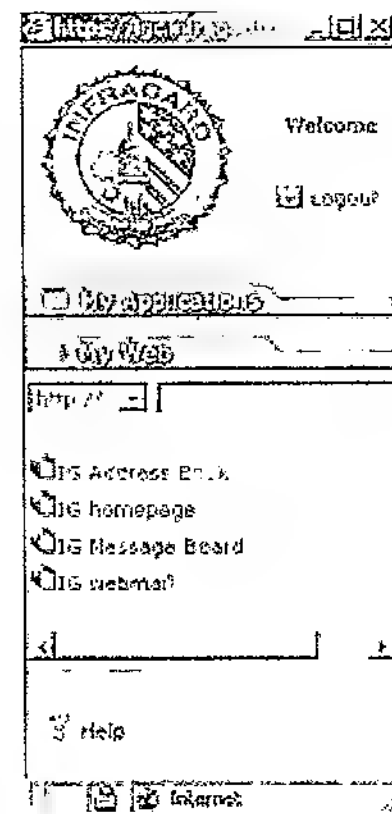 INFRAGARD
Welcome
Logout
My Applications
My Web
http://
IG Address
IG homepage
IG Message Board
IG webmail
Help
Internet